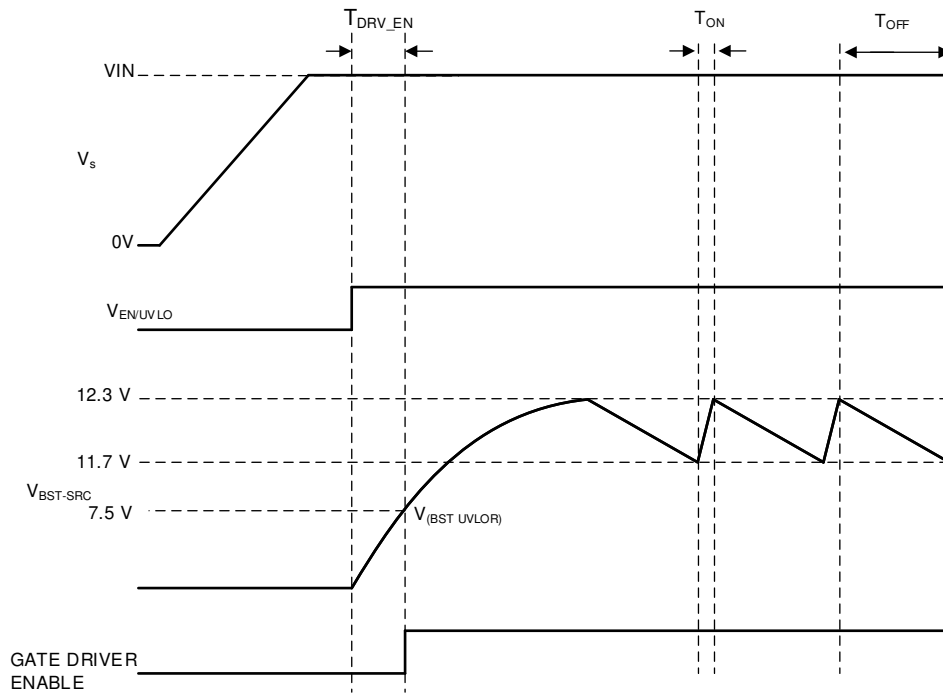 TDRV_EN
TON
TOFF
VIN
Vs
0V
VEN/UVLO
12.3 V
11.7 V
VBST-SRC
7.5 V
V(BST UVLOR)
GATE DRIVER
ENABLE